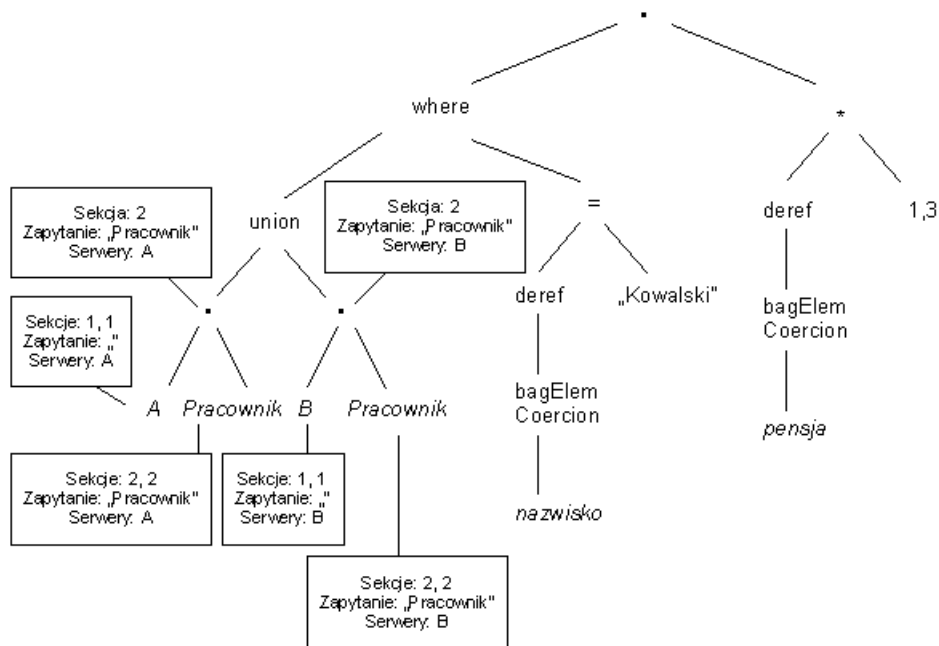 where
*
Sekcja: 2
Zapytanie: „Pracownik"
Serwery: A
union
Sekcja: 2
Zapytanie: „Pracownik"
Serwery: B
=
deref
1,3
Sekcje: 1, 1
Zapytanie: „"
Serwery: A
deref
„Kowalski"
bagElem
Coercion
bagElem
Coercion
A
Pracownik
B
Pracownik
pensja
Sekcje: 2, 2
Zapytanie: „Pracownik"
Serwery: A
Sekcje: 1, 1
Zapytanie: „"
Serwery: B
nazwisko
Sekcje: 2, 2
Zapytanie: „Pracownik"
Serwery: B